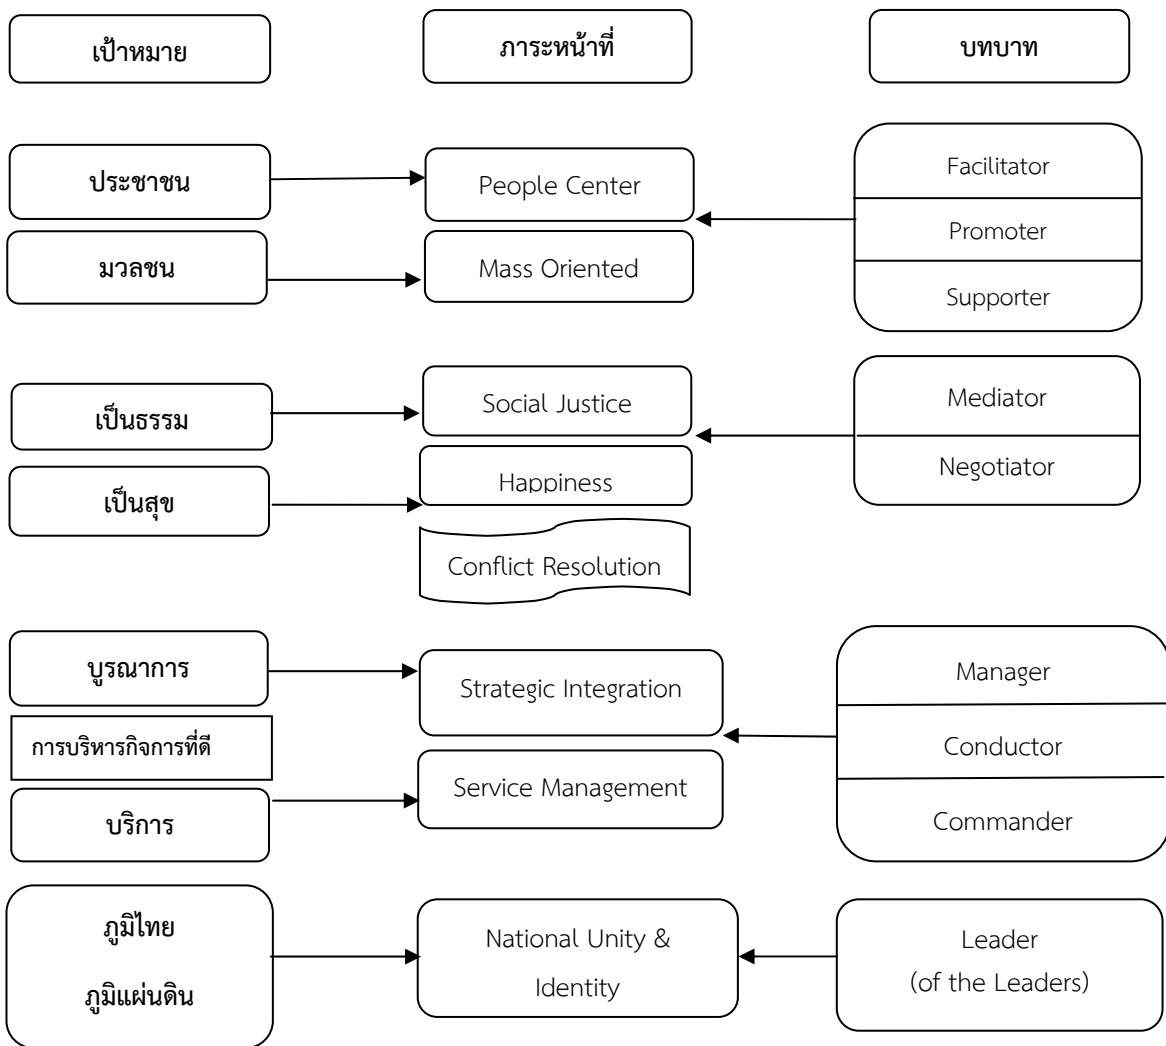 เป้าหมาย
ภาระหน้าที่
บทบาท
ประชาชน
People Center
Facilitator
Promoter
มวลชน
Mass Oriented
Supporter
เป็นธรรม
Social Justice
Mediator
เป็นสุข
Happiness
Negotiator
Conflict Resolution
บูรณาการ
Strategic Integration
Manager
การบริหารกิจการที่ดี
Conductor
บริการ
Service Management
Commander
ภูมิไทย
ภูมิแผ่นดิน
National Unity &
Identity
Leader
(of the Leaders)